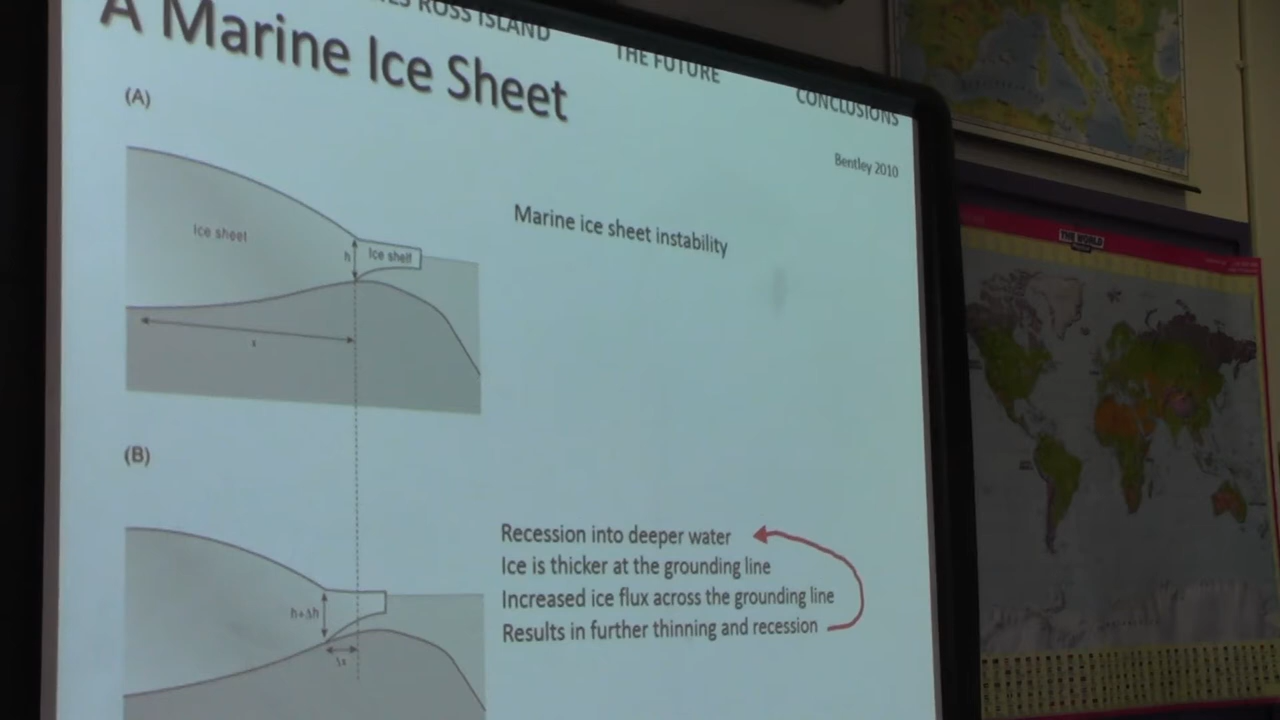 ROSS ISLAND
THE FUTURE
CONCLUSIONS
A Marine Ice Sheet
Bentley 2010
(A)
Marine ice sheet instability
Ice sheet
h
Ice shelf
(B)
h+Δh
Recession into deeper water
Ice is thicker at the grounding line
Increased ice flux across the grounding line
Results in further thinning and recession
THE WORLD